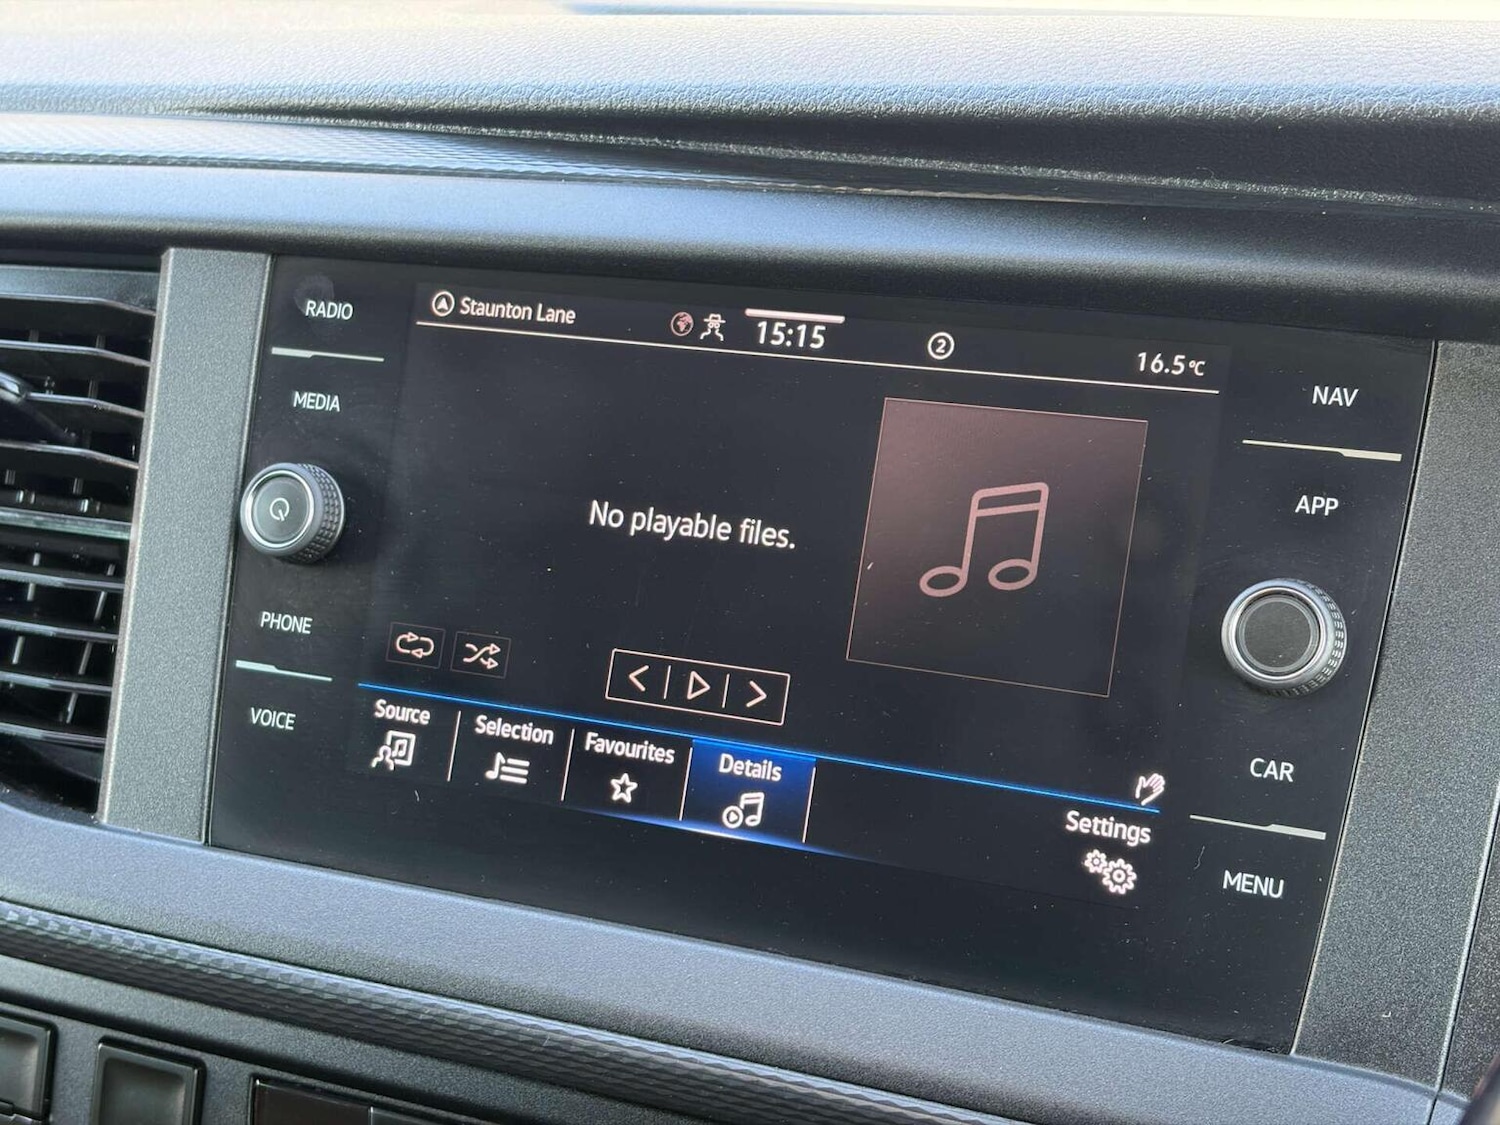 RADIO
MEDIA
PHONE
VOICE
Staunton Lane
15:15
2
16.5°C
No playable files.
Source
Selection
Favourites
Details
Settings
NAV
APP
CAR
MENU